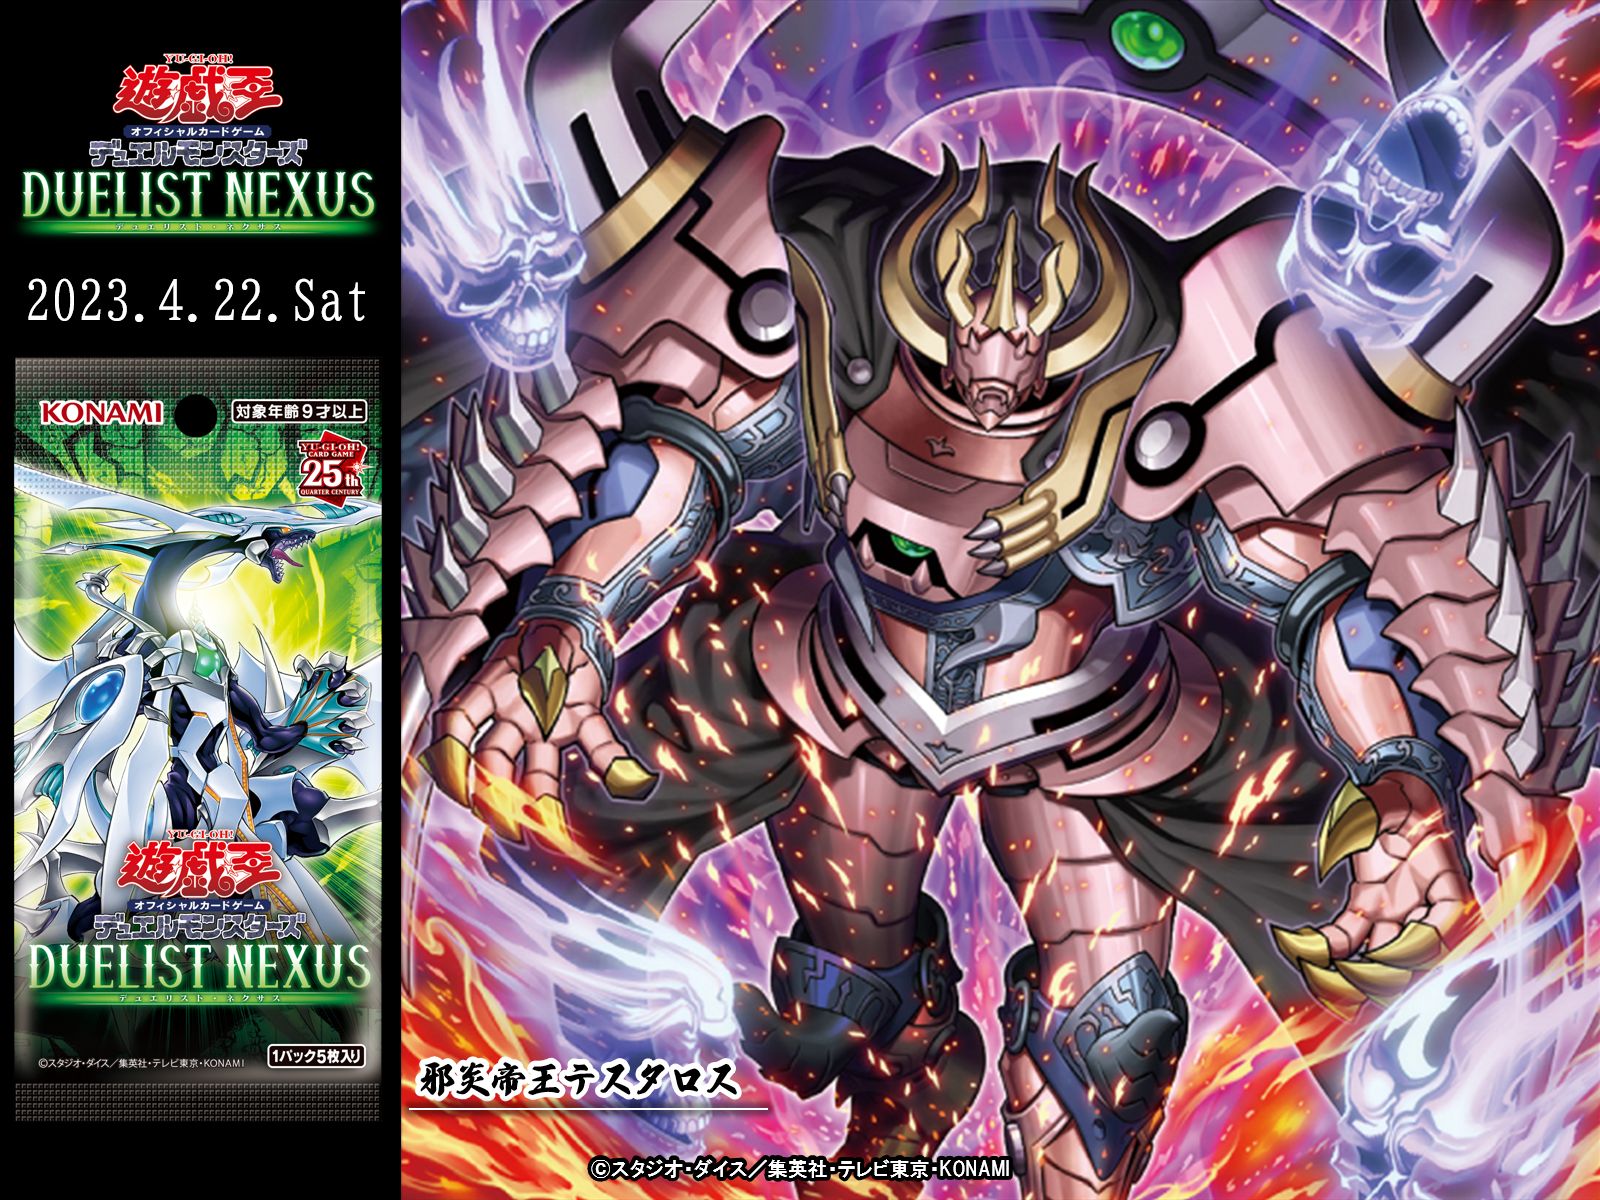 YU-GI-OH!
遊戯王
オフィシャルカードゲーム
デュエルモンスターズ
DUELIST NEXUS
デュエリスト・ネクサス
2023.4.22.Sat
KONAMI
対象年齢9才以上
YU-GI-OH!
CARD GAME
25th
QUARTER CENTURY
YU-GI-OH!
遊戯王
オフィシャルカードゲーム
デュエルモンスターズ
DUELIST NEXUS
デュエリスト・ネクサス
1パック5枚入り
©スタジオ・ダイス/集英社・テレビ東京・KONAMI
邪炎帝王テスタロス
©スタジオ・ダイス/集英社・テレビ東京・KONAMI